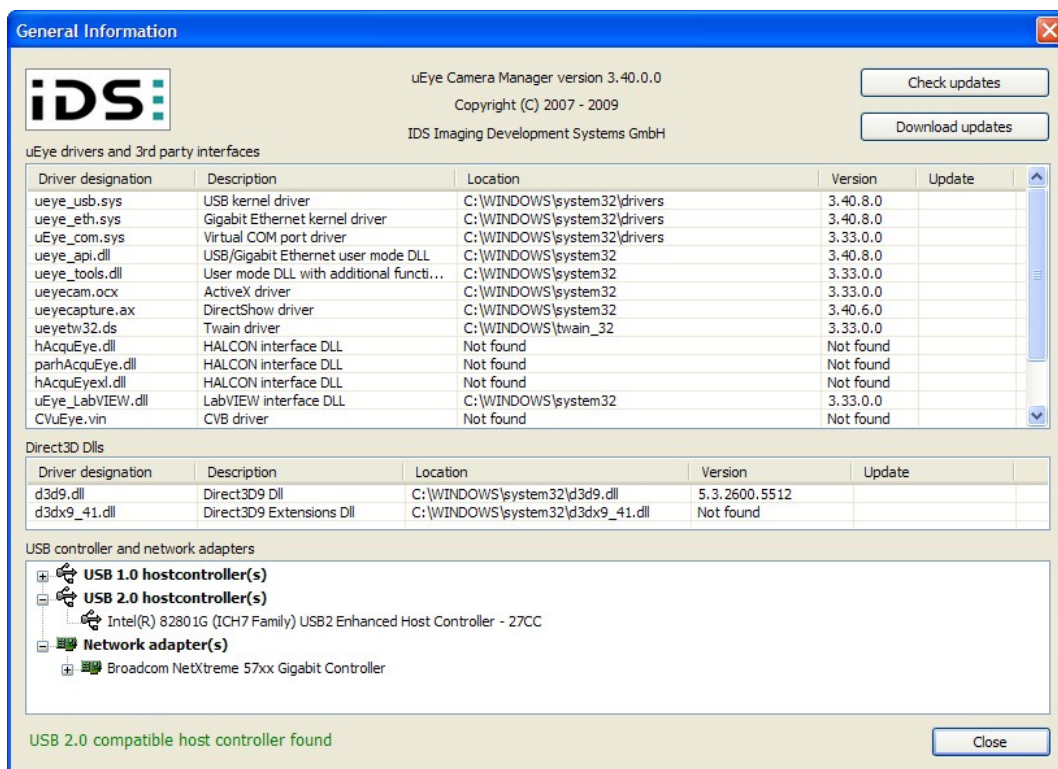 General Information
iDS
uEye Camera Manager version 3.40.0.0
Check updates
Copyright (C) 2007 - 2009
Download updates
IDS Imaging Development Systems GmbH
uEye drivers and 3rd party interfaces
Driver designation Description Location Version Update
ueye_usb.sys USB kernel driver C:\WINDOWS\system32\drivers 3.40.8.0
ueye_eth.sys Gigabit Ethernet kernel driver C:\WINDOWS\system32\drivers 3.40.8.0
uEye_com.sys Virtual COM port driver C:\WINDOWS\system32\drivers 3.33.0.0
ueye_api.dll USB/Gigabit Ethernet user mode DLL C:\WINDOWS\system32 3.40.8.0
ueye_tools.dll User mode DLL with additional functi... C:\WINDOWS\system32 3.33.0.0
ueyecam.ocx ActiveX driver C:\WINDOWS\system32 3.33.0.0
ueyecapture.ax DirectShow driver C:\WINDOWS\system32 3.40.6.0
ueyetw32.ds Twain driver C:\WINDOWS\twain_32 3.33.0.0
hAcquEye.dll HALCON interface DLL Not found Not found
parhAcquEye.dll HALCON interface DLL Not found Not found
hAcquEyexl.dll HALCON interface DLL Not found Not found
uEye_LabVIEW.dll LabVIEW interface DLL C:\WINDOWS\system32 3.33.0.0
CVuEye.vin CVB driver Not found Not found
Direct3D Dlls
Driver designation Description Location Version Update
d3d9.dll Direct3D9 Dll C:\WINDOWS\system32\d3d9.dll 5.3.2600.5512
d3dx9_41.dll Direct3D9 Extensions Dll C:\WINDOWS\system32\d3dx9_41.dll Not found
USB controller and network adapters
USB 1.0 hostcontroller(s)
USB 2.0 hostcontroller(s)
Intel(R) 82801G (ICH7 Family) USB2 Enhanced Host Controller - 27CC
Network adapter(s)
Broadcom NetXtreme 57xx Gigabit Controller
USB 2.0 compatible host controller found
Close